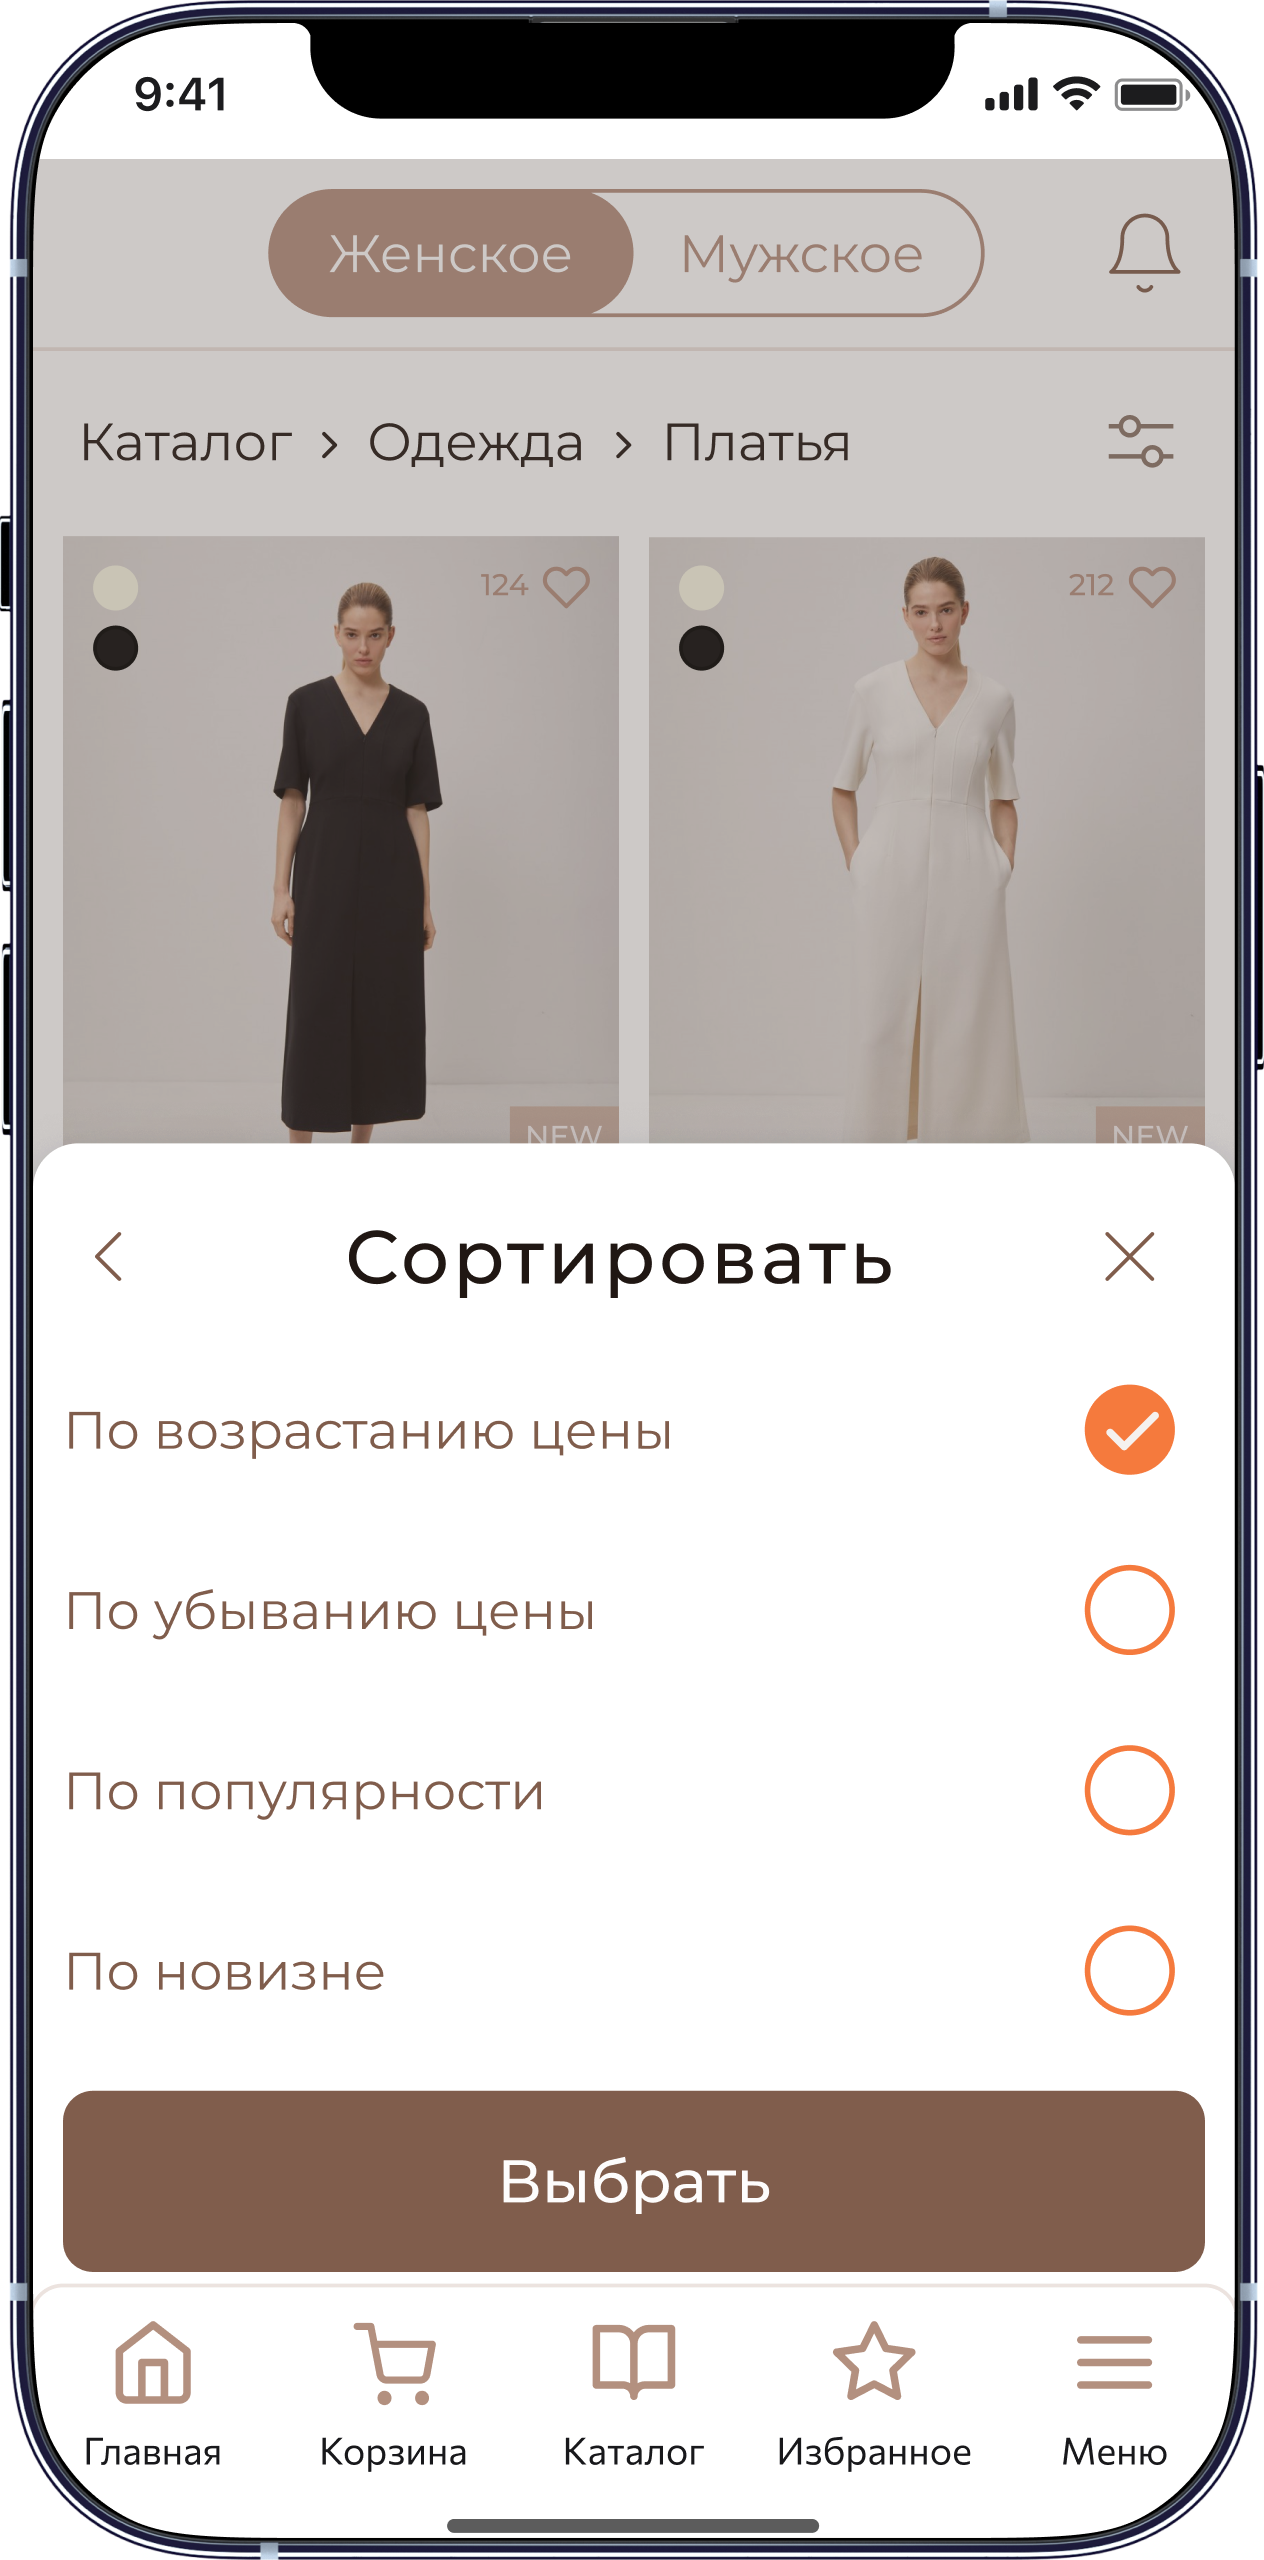 9:41
Женское Мужское
Каталог > Одежда > Платья
124 212
NEW NEW
Сортировать
По возрастанию цены
По убыванию цены
По популярности
По новизне
Выбрать
Главная Корзина Каталог Избранное Меню